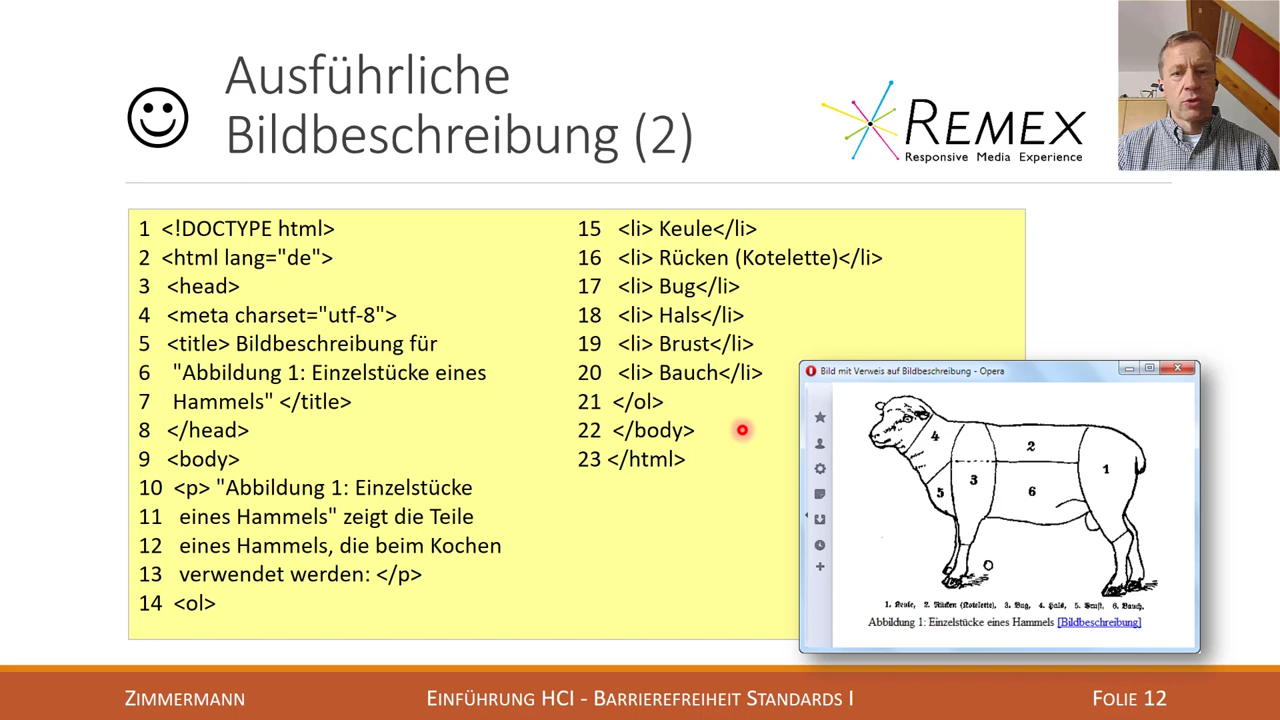 Ausführliche
Bildbeschreibung (2)
REMEX
Responsive Media Experience
1 <!DOCTYPE html>
2 <html lang="de">
3 <head>
4 <meta charset="utf-8">
5 <title> Bildbeschreibung für
6 "Abbildung 1: Einzelstücke eines
7 Hammels" </title>
8 </head>
9 <body>
10 <p> "Abbildung 1: Einzelstücke
11 eines Hammels" zeigt die Teile
12 eines Hammels, die beim Kochen
13 verwendet werden: </p>
14 <ol>
15 <li> Keule</li>
16 <li> Rücken (Kotelette)</li>
17 <li> Bug</li>
18 <li> Hals</li>
19 <li> Brust</li>
20 <li> Bauch</li>
21 </ol>
22 </body>
23 </html>
Bild mit Verweis auf Bildbeschreibung - Opera
4
2
1
3
5
6
1. Keule, 2. Rücken (Kotelette), 3. Bug, 4. Hals, 5. Brust, 6. Bauch.
Abbildung 1: Einzelstücke eines Hammels [Bildbeschreibung]
ZIMMERMANN
EINFÜHRUNG HCI - BARRIEREFREIHEIT STANDARDS I
FOLIE 12